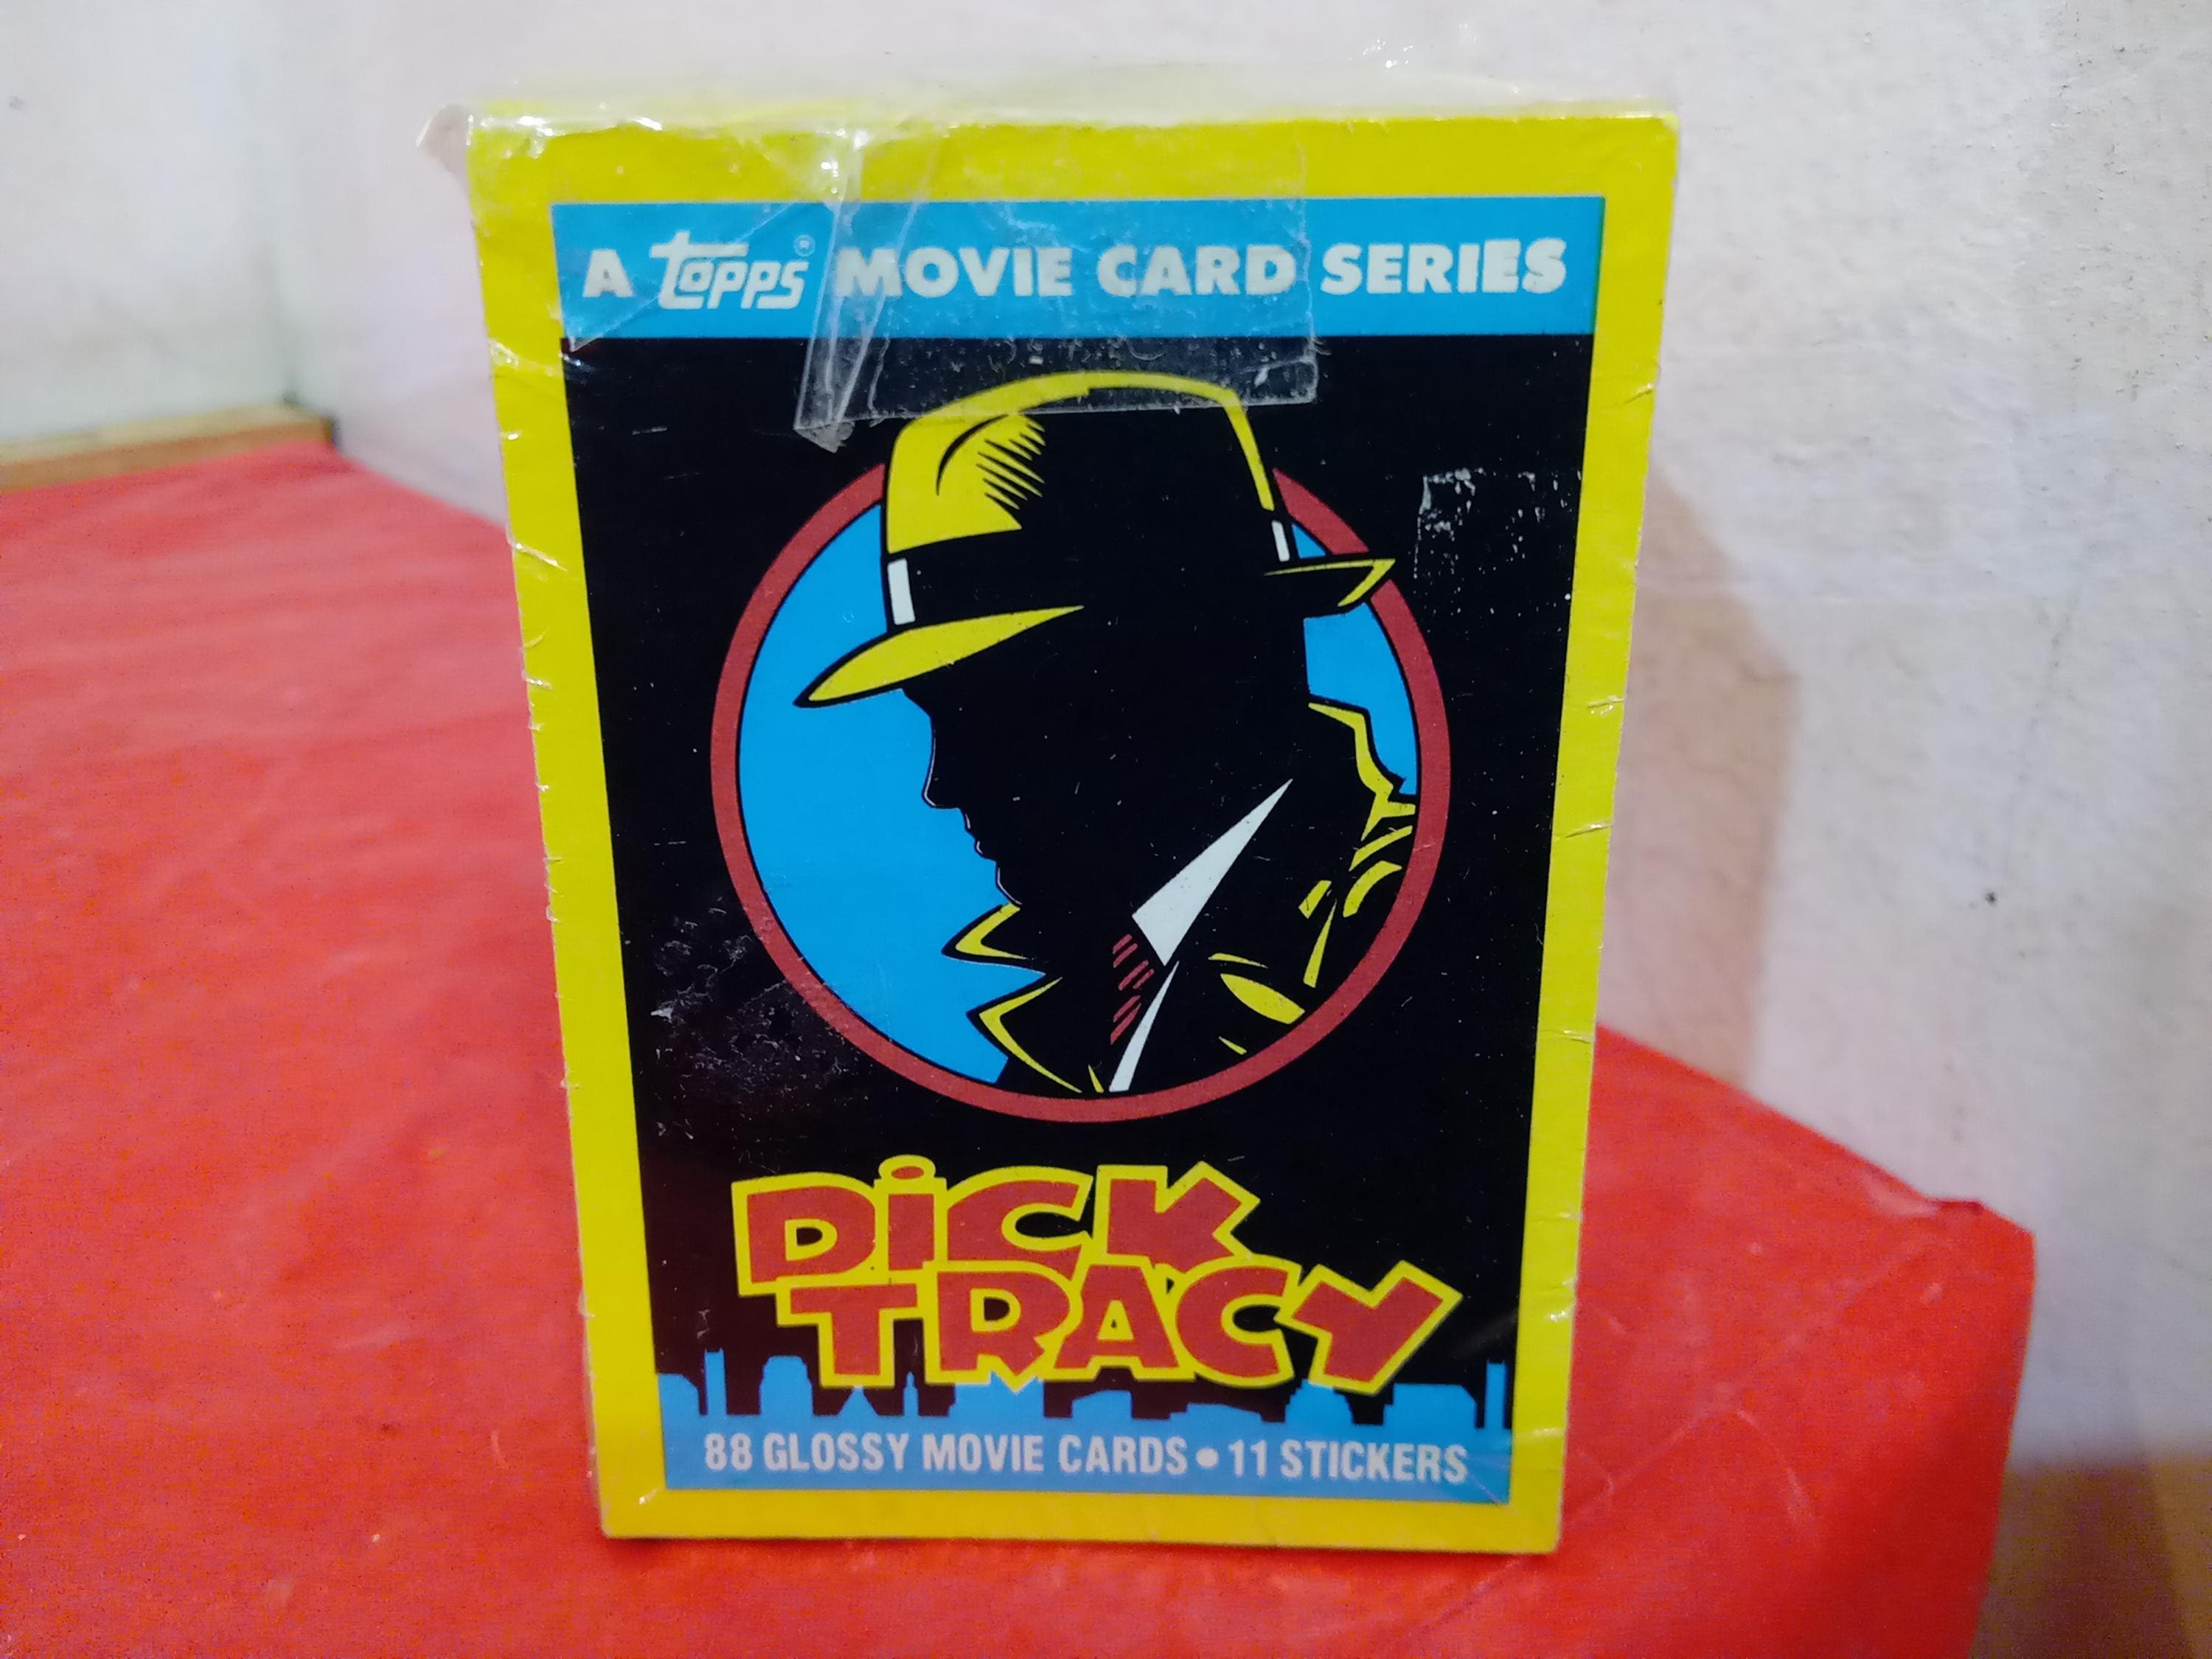 A Topps® MOVIE CARD SERIES
DiCK
TRACY
88 GLOSSY MOVIE CARDS • 11 STICKERS